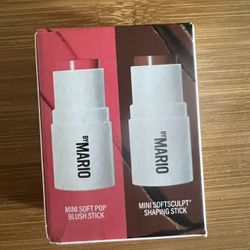 BY MARIO
BY MARIO
MINI SOFT POP
BLUSH STICK
MINI SOFTSCULPT®
SHAPING STICK